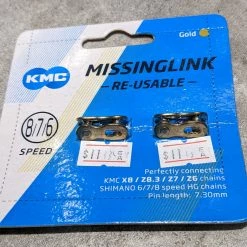 Gold
KMC
MISSINGLINK
RE-USABLE
8/7/6
SPEED
Perfectly connecting
KMC X8 / Z8.3 / Z7 / Z6 chains
SHIMANO 6/7/8 speed HG chains
Pin length: 7.30mm